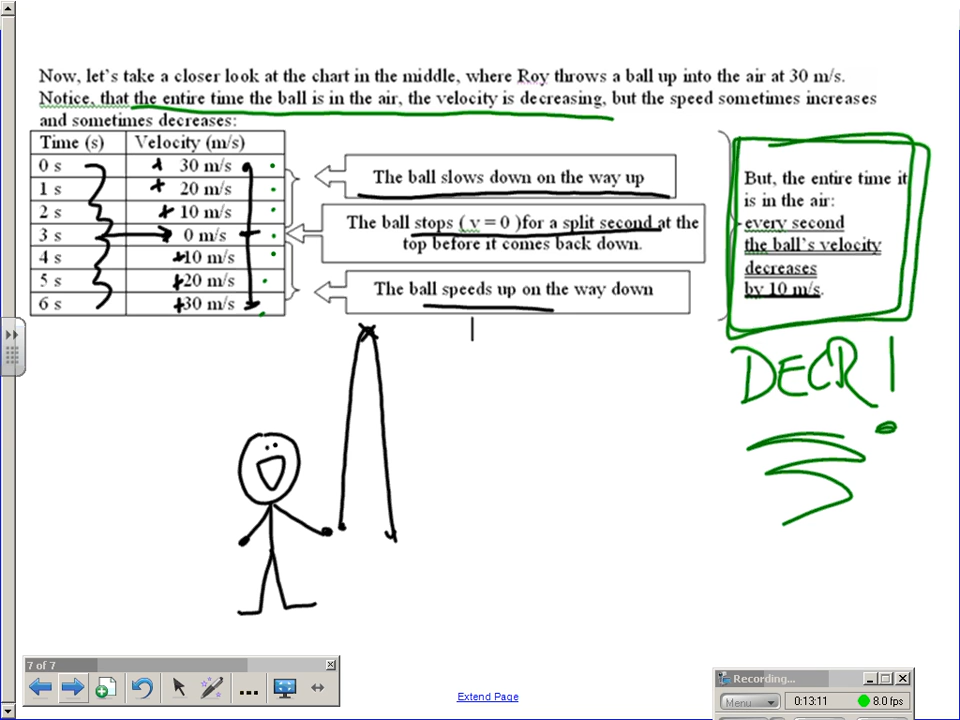 Now, let's take a closer look at the chart in the middle, where Roy throws a ball up into the air at 30 m/s.
Notice, that the entire time the ball is in the air, the velocity is decreasing, but the speed sometimes increases
and sometimes decreases:
Time (s) Velocity (m/s)
0 s + 30 m/s
1 s + 20 m/s
2 s + 10 m/s
3 s 0 m/s
4 s +10 m/s
5 s +20 m/s
6 s +30 m/s
The ball slows down on the way up
The ball stops ( v = 0 )for a split second at the
top before it comes back down.
The ball speeds up on the way down
But, the entire time it
is in the air:
every second
the ball's velocity
decreases
by 10 m/s.
DECR!
7 of 7
Extend Page
Recording...
Menu 0:13:11 8.0 fps